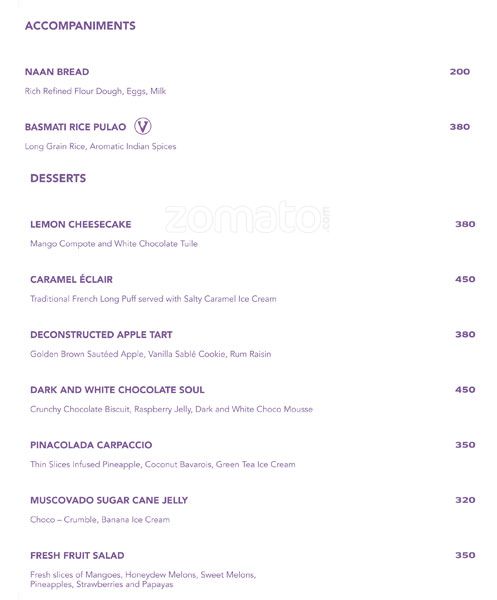 ACCOMPANIMENTS
NAAN BREAD 200
Rich Refined Flour Dough, Eggs, Milk
BASMATI RICE PULAO V 380
Long Grain Rice, Aromatic Indian Spices
DESSERTS
zomato.com
LEMON CHEESECAKE 380
Mango Compote and White Chocolate Tuile
CARAMEL ÉCLAIR 450
Traditional French Long Puff served with Salty Caramel Ice Cream
DECONSTRUCTED APPLE TART 380
Golden Brown Sautéed Apple, Vanilla Sablé Cookie, Rum Raisin
DARK AND WHITE CHOCOLATE SOUL 450
Crunchy Chocolate Biscuit, Raspberry Jelly, Dark and White Choco Mousse
PINACOLADA CARPACCIO 350
Thin Slices Infused Pineapple, Coconut Bavarois, Green Tea Ice Cream
MUSCOVADO SUGAR CANE JELLY 320
Choco – Crumble, Banana Ice Cream
FRESH FRUIT SALAD 350
Fresh slices of Mangoes, Honeydew Melons, Sweet Melons,
Pineapples, Strawberries and Papayas